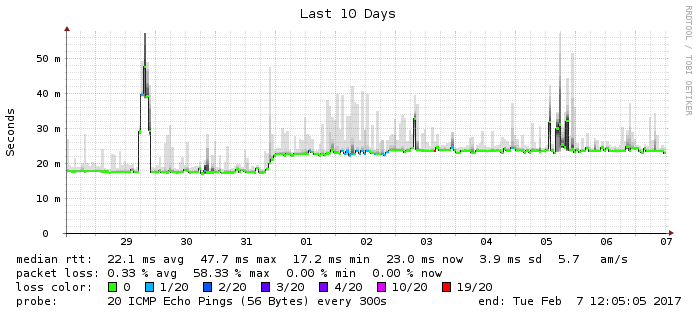 Last 10 Days
RRDTOOL / TOBI OETIKER
Seconds
50 m
40 m
30 m
20 m
10 m
0
29 30 31 01 02 03 04 05 06 07
median rtt: 22.1 ms avg 47.7 ms max 17.2 ms min 23.0 ms now 3.9 ms sd 5.7 am/s
packet loss: 0.33 % avg 58.33 % max 0.00 % min 0.00 % now
loss color: 0 1/20 2/20 3/20 4/20 10/20 19/20
probe: 20 ICMP Echo Pings (56 Bytes) every 300s end: Tue Feb 7 12:05:05 2017